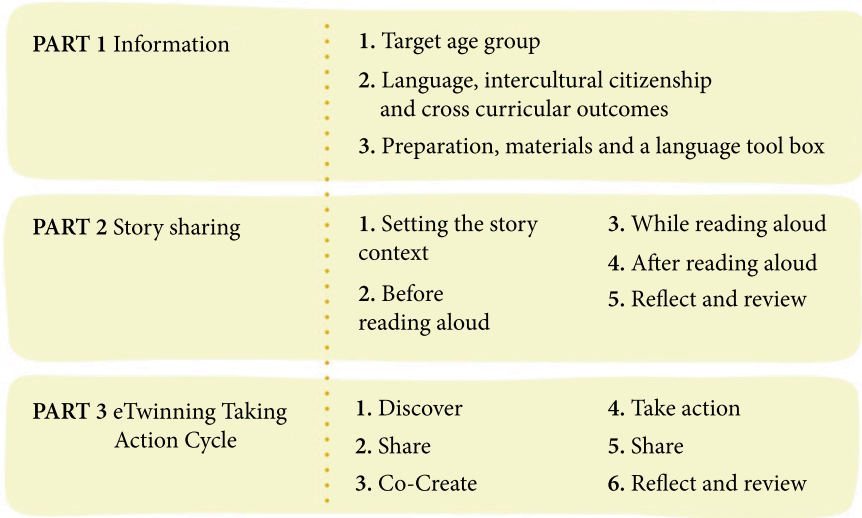 PART 1 Information
1. Target age group
2. Language, intercultural citizenship
and cross curricular outcomes
3. Preparation, materials and a language tool box
PART 2 Story sharing
1. Setting the story
context
2. Before
reading aloud
3. While reading aloud
4. After reading aloud
5. Reflect and review
PART 3 eTwinning Taking
Action Cycle
1. Discover
2. Share
3. Co-Create
4. Take action
5. Share
6. Reflect and review